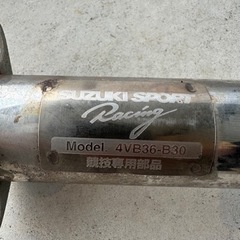 SUZUKI SPORT
Racing
Model 4VB36-B30
競技専用部品